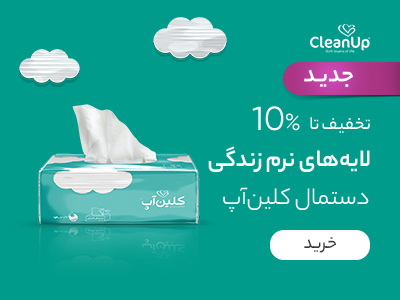 CleanUp
جدید
تخفیف تا 10%
لایه‌های نرم زندگی
دستمال کلین‌آپ
خرید
کلین‌آپ